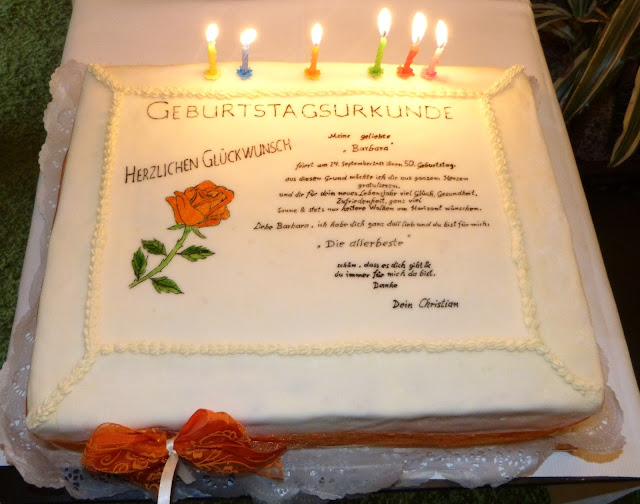 GEBURTSTAGSURKUNDE
HERZLICHEN GLÜCKWUNSCH
Meine geliebte
„Barbara"
feiert am 24. September ihren 50. Geburtstag.
aus diesem Grund möchte ich dir aus ganzem Herzen
gratulieren.
und dir für dein neues Lebensjahr viel Glück, Gesundheit,
Zufriedenheit, ganz viel
Sonne & stets nur heitere Wolken am Horizont wünschen.
Liebe Barbara, ich habe dich ganz doll lieb und du bist für mich:
„Die allerbeste"
schön, dass es dich gibt &
du immer für mich da bist.
Danke
Dein Christian